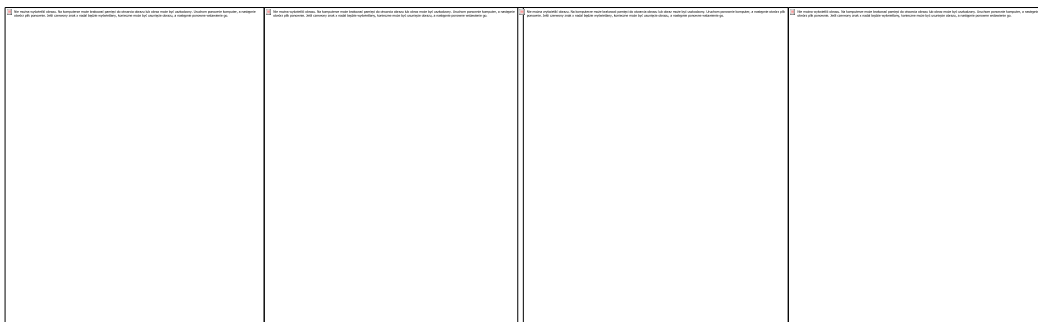 Nie można wyświetlić obrazu. Na komputerze może brakować pamięci do otwarcia obrazu lub obraz może być uszkodzony. Uruchom ponownie komputer, a następnie
otwórz plik ponownie. Jeśli czerwony znak x nadal będzie wyświetlany, konieczne może być usunięcie obrazu, a następnie ponowne wstawienie go.
Nie można wyświetlić obrazu. Na komputerze może brakować pamięci do otwarcia obrazu lub obraz może być uszkodzony. Uruchom ponownie komputer, a następnie
otwórz plik ponownie. Jeśli czerwony znak x nadal będzie wyświetlany, konieczne może być usunięcie obrazu, a następnie ponowne wstawienie go.
Nie można wyświetlić obrazu. Na komputerze może brakować pamięci do otwarcia obrazu lub obraz może być uszkodzony. Uruchom ponownie komputer, a następnie otwórz plik
ponownie. Jeśli czerwony znak x nadal będzie wyświetlany, konieczne może być usunięcie obrazu, a następnie ponowne wstawienie go.
Nie można wyświetlić obrazu. Na komputerze może brakować pamięci do otwarcia obrazu lub obraz może być uszkodzony. Uruchom ponownie komputer, a następnie otwórz plik
ponownie. Jeśli czerwony znak x nadal będzie wyświetlany, konieczne może być usunięcie obrazu, a następnie ponowne wstawienie go.